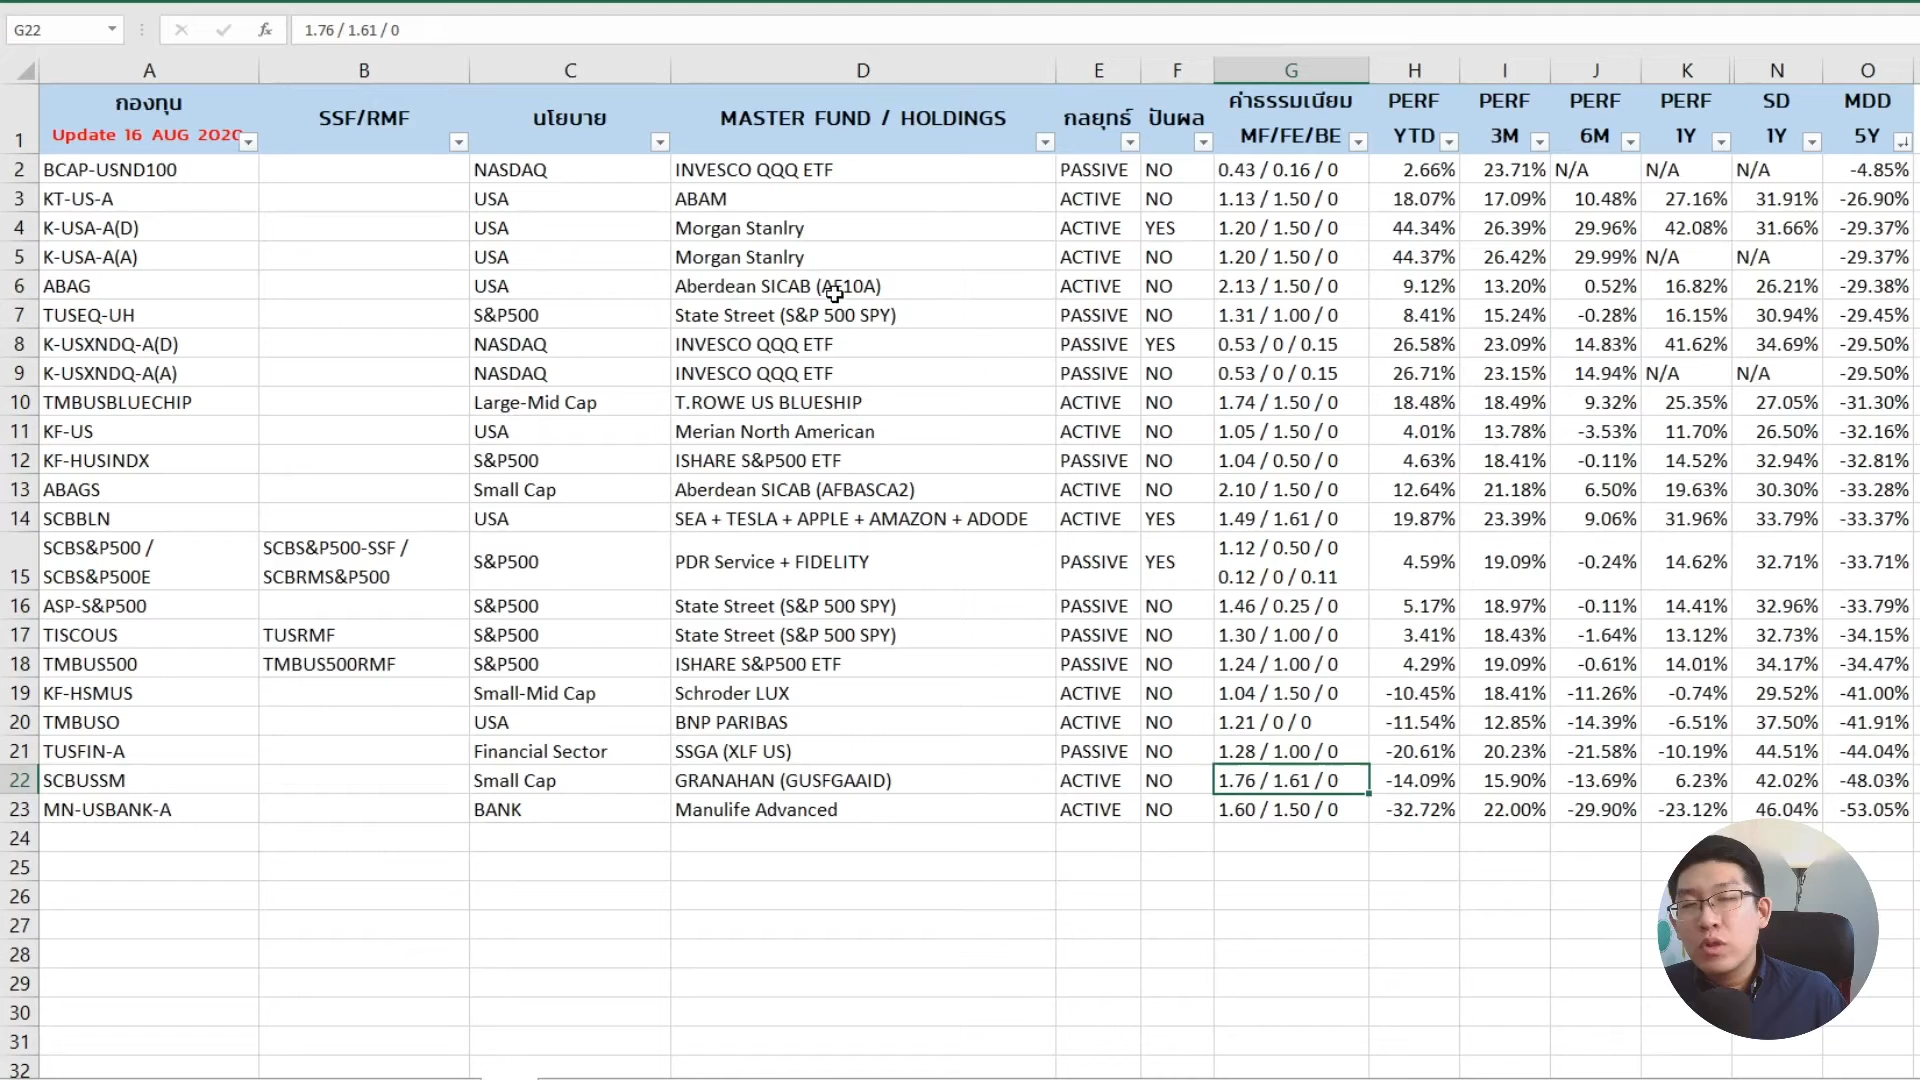 G22
fx
1.76 / 1.61 / 0
A B C D E F G H I J K N O
1 กองทุน Update 16 AUG 2020 SSF/RMF นโยบาย MASTER FUND / HOLDINGS กลยุทธ์ ปันผล ค่าธรรมเนียม MF/FE/BE PERF YTD PERF 3M PERF 6M PERF 1Y SD 1Y MDD 5Y
2 BCAP-USND100 NASDAQ INVESCO QQQ ETF PASSIVE NO 0.43 / 0.16 / 0 2.66% 23.71% N/A N/A N/A -4.85%
3 KT-US-A USA ABAM ACTIVE NO 1.13 / 1.50 / 0 18.07% 17.09% 10.48% 27.16% 31.91% -26.90%
4 K-USA-A(D) USA Morgan Stanlry ACTIVE YES 1.20 / 1.50 / 0 44.34% 26.39% 29.96% 42.08% 31.66% -29.37%
5 K-USA-A(A) USA Morgan Stanlry ACTIVE NO 1.20 / 1.50 / 0 44.37% 26.42% 29.99% N/A N/A -29.37%
6 ABAG USA Aberdean SICAB (AF10A) ACTIVE NO 2.13 / 1.50 / 0 9.12% 13.20% 0.52% 16.82% 26.21% -29.38%
7 TUSEQ-UH S&P500 State Street (S&P 500 SPY) PASSIVE NO 1.31 / 1.00 / 0 8.41% 15.24% -0.28% 16.15% 30.94% -29.45%
8 K-USXNDQ-A(D) NASDAQ INVESCO QQQ ETF PASSIVE YES 0.53 / 0 / 0.15 26.58% 23.09% 14.83% 41.62% 34.69% -29.50%
9 K-USXNDQ-A(A) NASDAQ INVESCO QQQ ETF PASSIVE NO 0.53 / 0 / 0.15 26.71% 23.15% 14.94% N/A N/A -29.50%
10 TMBUSBLUECHIP Large-Mid Cap T.ROWE US BLUESHIP ACTIVE NO 1.74 / 1.50 / 0 18.48% 18.49% 9.32% 25.35% 27.05% -31.30%
11 KF-US USA Merian North American ACTIVE NO 1.05 / 1.50 / 0 4.01% 13.78% -3.53% 11.70% 26.50% -32.16%
12 KF-HUSINDX S&P500 ISHARE S&P500 ETF PASSIVE NO 1.04 / 0.50 / 0 4.63% 18.41% -0.11% 14.52% 32.94% -32.81%
13 ABAGS Small Cap Aberdean SICAB (AFBASCA2) ACTIVE NO 2.10 / 1.50 / 0 12.64% 21.18% 6.50% 19.63% 30.30% -33.28%
14 SCBBLN USA SEA + TESLA + APPLE + AMAZON + ADODE ACTIVE YES 1.49 / 1.61 / 0 19.87% 23.39% 9.06% 31.96% 33.79% -33.37%
15 SCBS&P500 / SCBS&P500E SCBS&P500-SSF / SCBRMS&P500 S&P500 PDR Service + FIDELITY PASSIVE YES 1.12 / 0.50 / 0 0.12 / 0 / 0.11 4.59% 19.09% -0.24% 14.62% 32.71% -33.71%
16 ASP-S&P500 S&P500 State Street (S&P 500 SPY) PASSIVE NO 1.46 / 0.25 / 0 5.17% 18.97% -0.11% 14.41% 32.96% -33.79%
17 TISCOUS TUSRMF S&P500 State Street (S&P 500 SPY) PASSIVE NO 1.30 / 1.00 / 0 3.41% 18.43% -1.64% 13.12% 32.73% -34.15%
18 TMBUS500 TMBUS500RMF S&P500 ISHARE S&P500 ETF PASSIVE NO 1.24 / 1.00 / 0 4.29% 19.09% -0.61% 14.01% 34.17% -34.47%
19 KF-HSMUS Small-Mid Cap Schroder LUX ACTIVE NO 1.04 / 1.50 / 0 -10.45% 18.41% -11.26% -0.74% 29.52% -41.00%
20 TMBUSO USA BNP PARIBAS ACTIVE NO 1.21 / 0 / 0 -11.54% 12.85% -14.39% -6.51% 37.50% -41.91%
21 TUSFIN-A Financial Sector SSGA (XLF US) PASSIVE NO 1.28 / 1.00 / 0 -20.61% 20.23% -21.58% -10.19% 44.51% -44.04%
22 SCBUSSM Small Cap GRANAHAN (GUSFGAAID) ACTIVE NO 1.76 / 1.61 / 0 -14.09% 15.90% -13.69% 6.23% 42.02% -48.03%
23 MN-USBANK-A BANK Manulife Advanced ACTIVE NO 1.60 / 1.50 / 0 -32.72% 22.00% -29.90% -23.12% 46.04% -53.05%
24
25
26
27
28
29
30
31
32